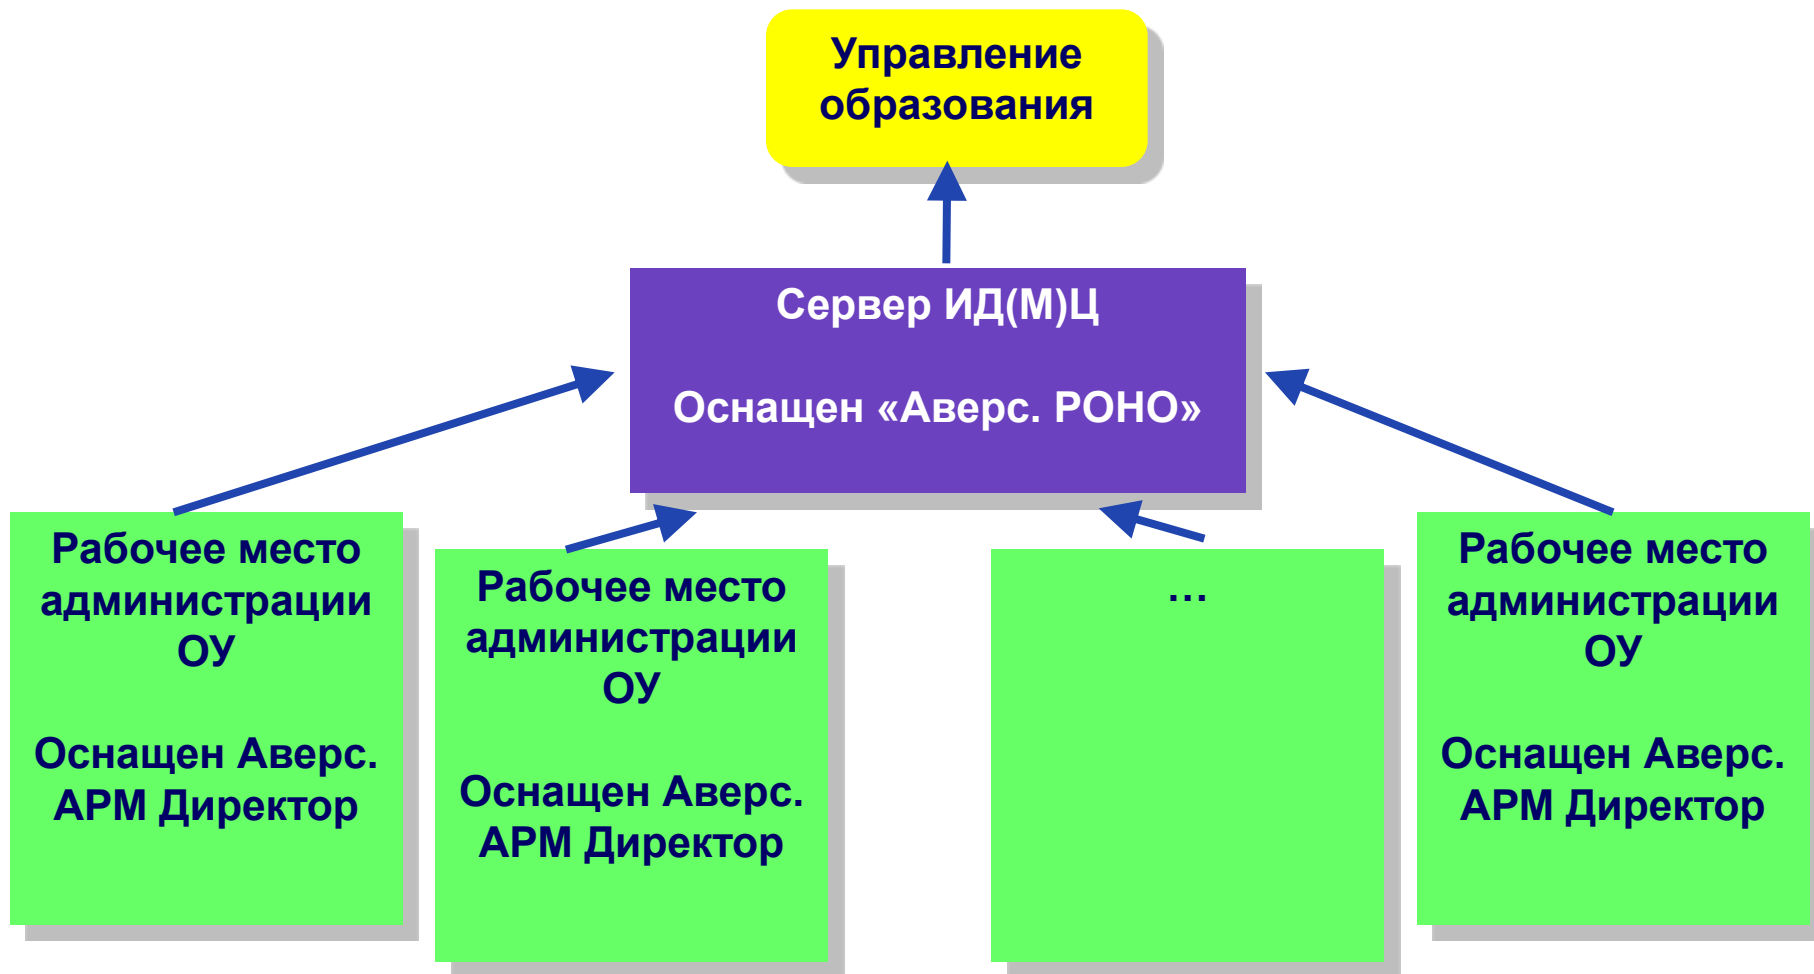 Управление
образования
Сервер ИД(М)Ц
Оснащен «Аверс. РОНО»
Рабочее место
администрации
ОУ
Оснащен Аверс.
АРМ Директор
Рабочее место
администрации
ОУ
Оснащен Аверс.
АРМ Директор
...
Рабочее место
администрации
ОУ
Оснащен Аверс.
АРМ Директор